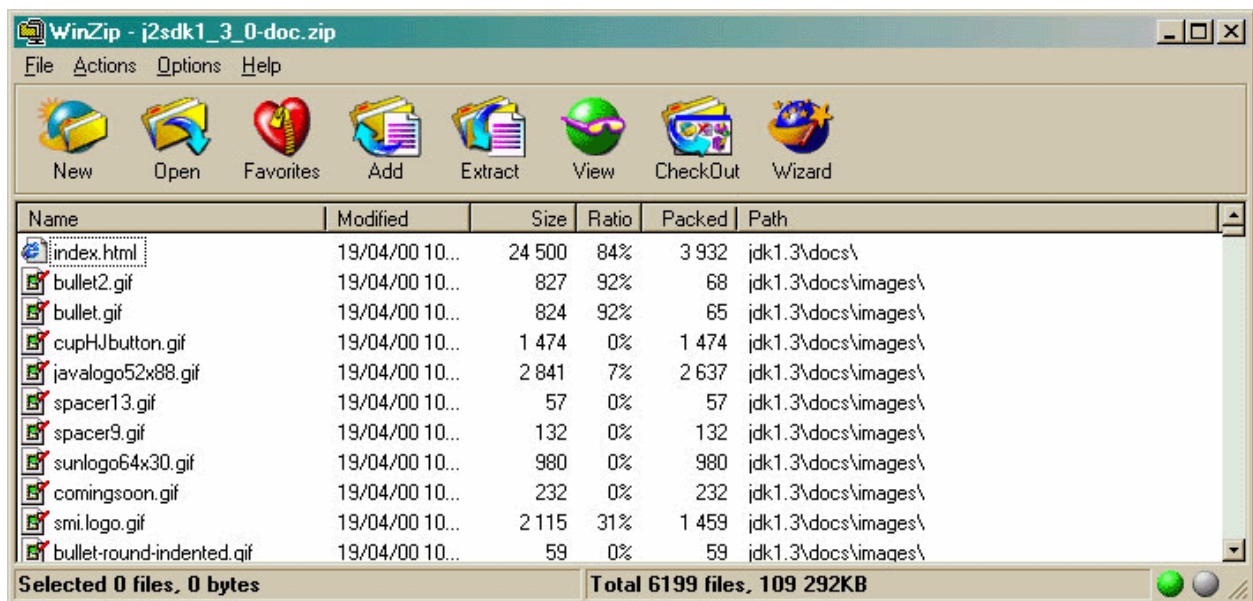 WinZip - j2sdk1_3_0-doc.zip
File Actions Options Help
New Open Favorites Add Extract View CheckOut Wizard
Name Modified Size Ratio Packed Path
index.html 19/04/00 10... 24 500 84% 3 932 jdk1.3\docs\
bullet2.gif 19/04/00 10... 827 92% 68 jdk1.3\docs\images\
bullet.gif 19/04/00 10... 824 92% 65 jdk1.3\docs\images\
cupHJbutton.gif 19/04/00 10... 1 474 0% 1 474 jdk1.3\docs\images\
javalogo52x88.gif 19/04/00 10... 2 841 7% 2 637 jdk1.3\docs\images\
spacer13.gif 19/04/00 10... 57 0% 57 jdk1.3\docs\images\
spacer9.gif 19/04/00 10... 132 0% 132 jdk1.3\docs\images\
sunlogo64x30.gif 19/04/00 10... 980 0% 980 jdk1.3\docs\images\
comingsoon.gif 19/04/00 10... 232 0% 232 jdk1.3\docs\images\
smi.logo.gif 19/04/00 10... 2 115 31% 1 459 jdk1.3\docs\images\
bullet-round-indented.gif 19/04/00 10... 59 0% 59 jdk1.3\docs\images\
Selected 0 files, 0 bytes Total 6199 files, 109 292KB